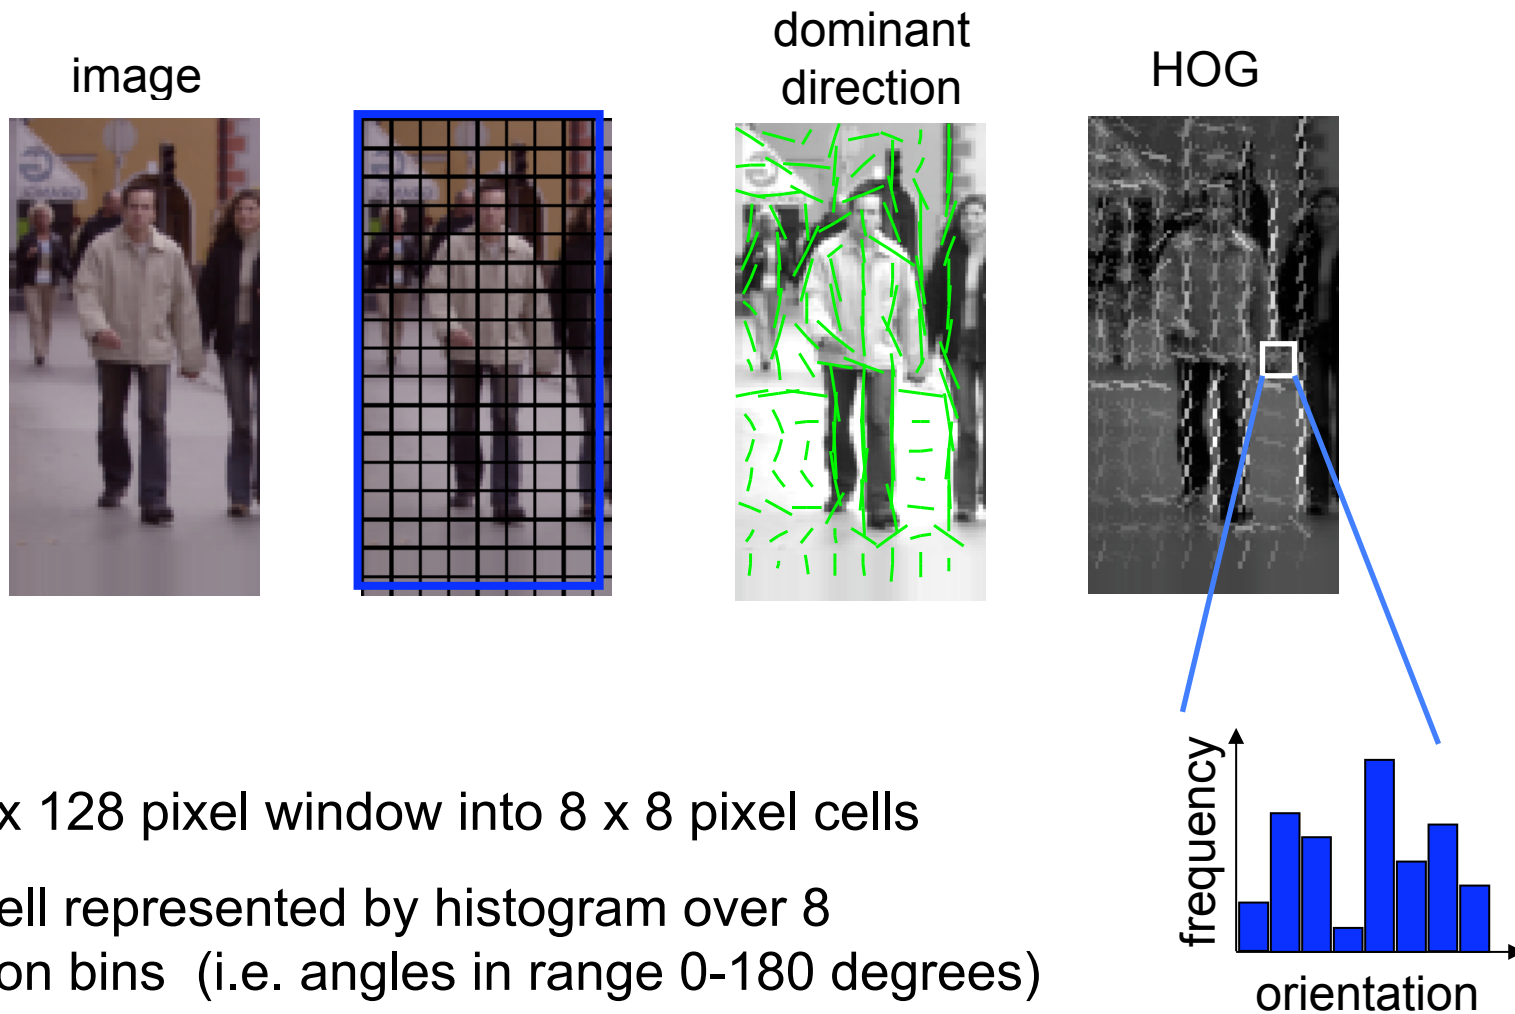 image
dominant
direction
HOG
x 128 pixel window into 8 x 8 pixel cells
ell represented by histogram over 8
on bins (i.e. angles in range 0-180 degrees)
frequency
orientation